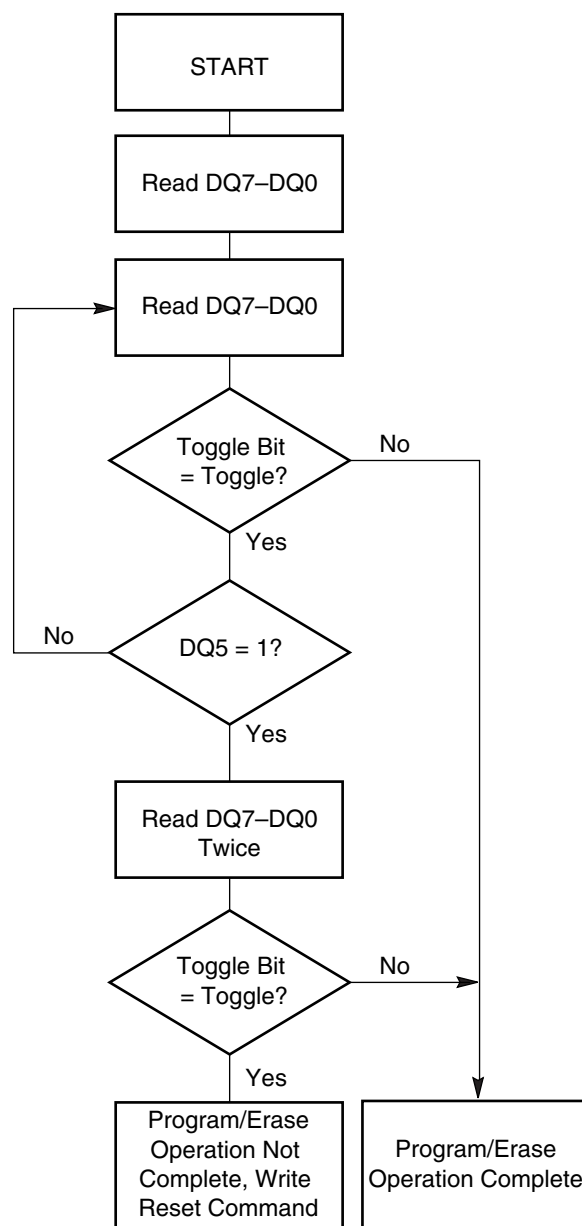 START
Read DQ7–DQ0
Read DQ7–DQ0
Toggle Bit
= Toggle?
No
Yes
No
DQ5 = 1?
Yes
Read DQ7–DQ0
Twice
Toggle Bit
= Toggle?
No
Yes
Program/Erase
Operation Not
Complete, Write
Reset Command
Program/Erase
Operation Complete